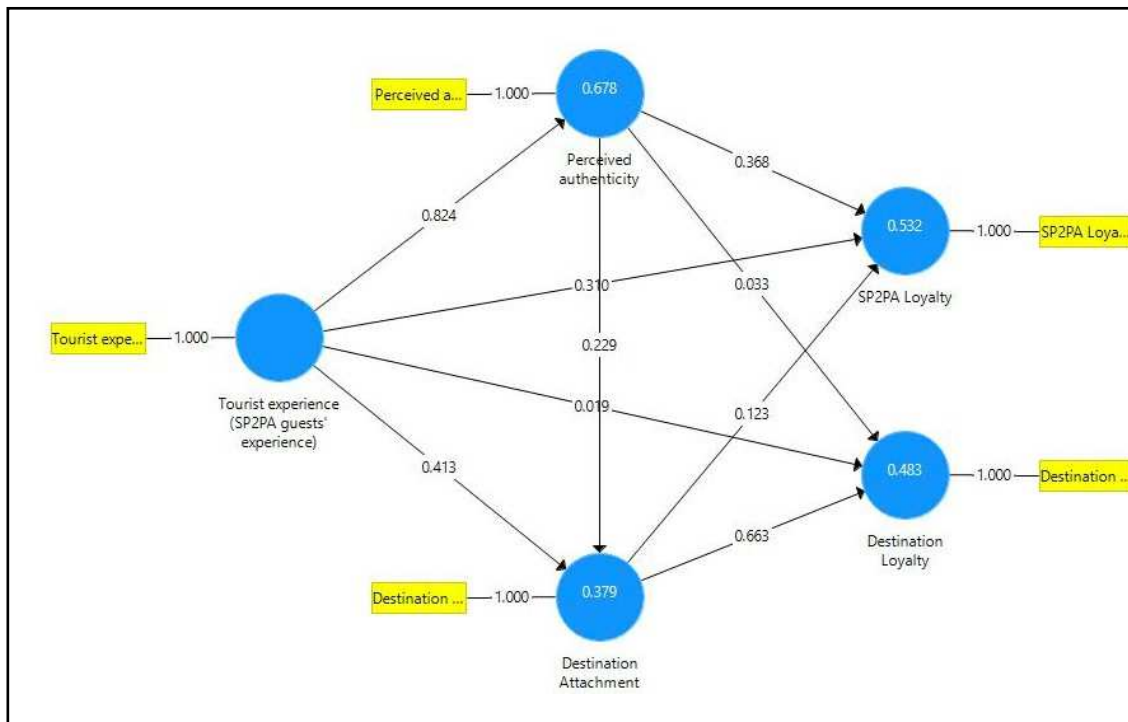 0.678
Perceived a...
1.000
Perceived
authenticity
0.368
0.824
0.532
1.000
SP2PA Loya...
0.310
0.033
SP2PA Loyalty
Tourist expe...
1.000
0.229
Tourist experience
(SP2PA guests'
experience)
0.019
0.123
0.413
0.483
1.000
Destination ...
0.663
Destination
Loyalty
Destination ...
1.000
0.379
Destination
Attachment